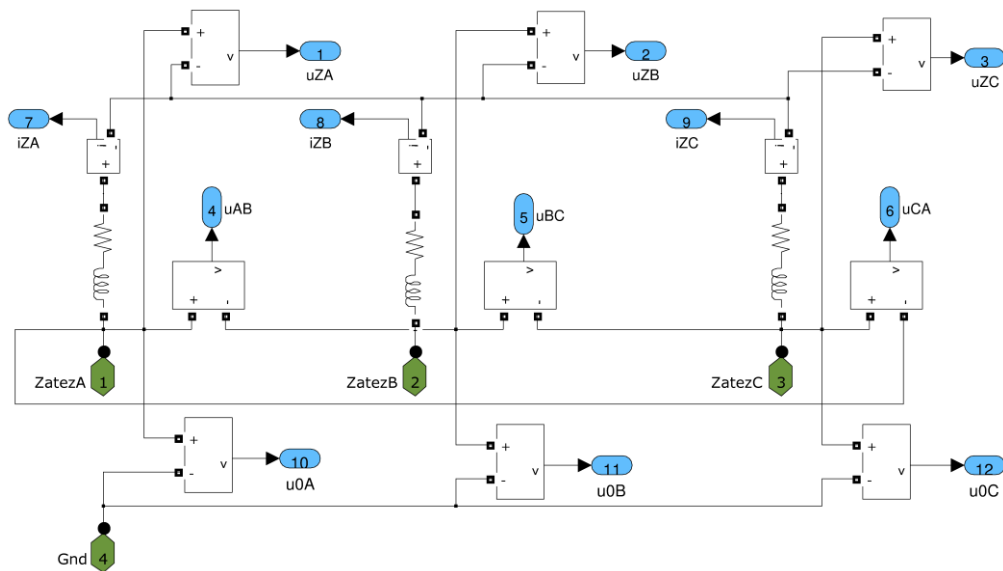 +
v
-
1
uZA
+
v
-
2
uZB
+
v
-
3
uZC
7
iZA
i
-
+
8
iZB
i
-
+
9
iZC
i
-
+
4
uAB
v
+
-
5
uBC
v
+
-
6
uCA
v
+
-
ZatezA
1
ZatezB
2
ZatezC
3
+
v
-
10
u0A
+
v
-
11
u0B
+
v
-
12
u0C
Gnd
4